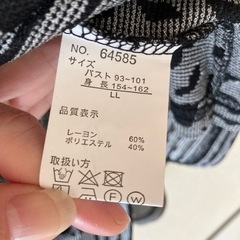 NO. 64585
サイズ
バスト 93~101
身 長 154~162
LL
品質表示
レーヨン 60%
ポリエステル 40%
取扱い方